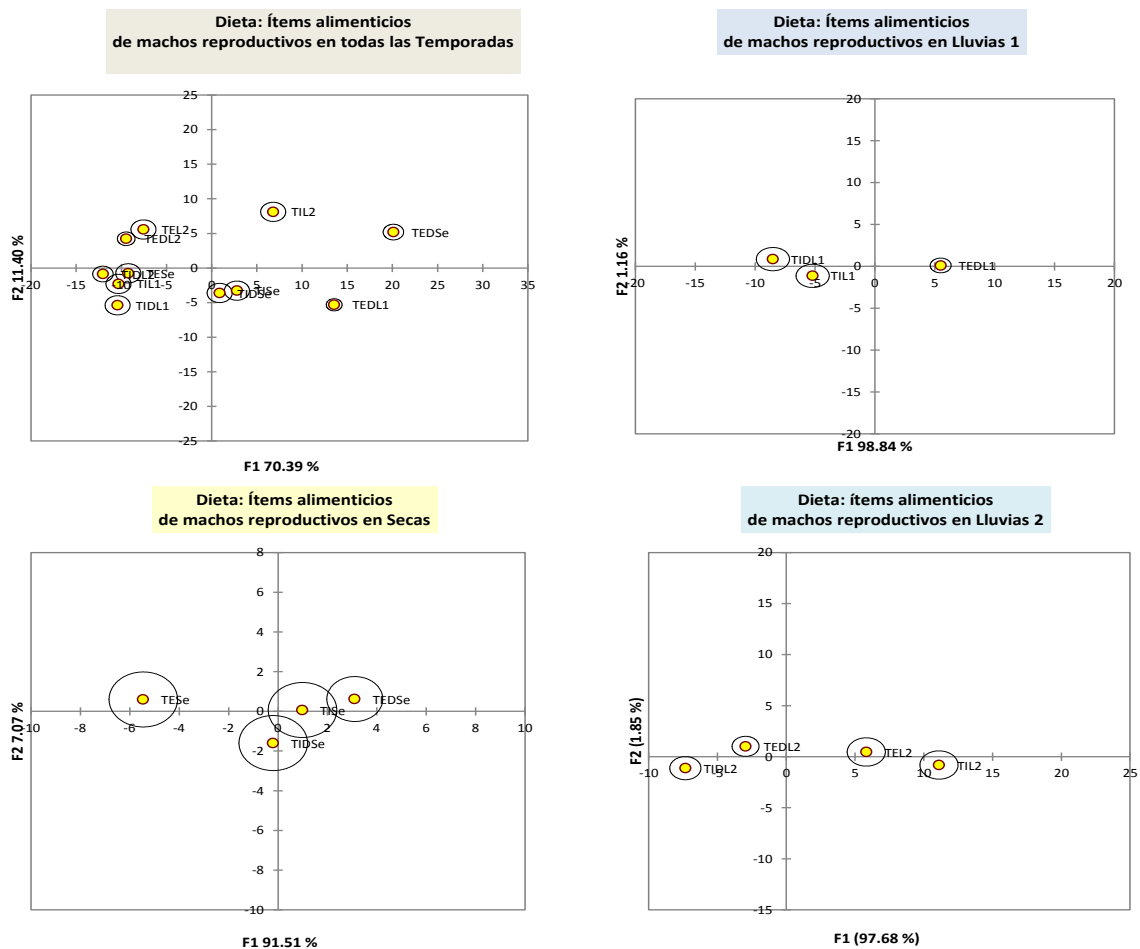 Dieta: Ítems alimenticios
de machos reproductivos en todas las Temporadas
25
20
15
10
5
0
-5
-10
-15
-20
-25
-20 -15 -10 -5 0 5 10 15 20 25 30 35
TIL2
TEDSe
TEL2
TEDL2
TIDL2
TESe
TIL1
TIDL1
TISe
TIDSe
TEDL1
F2 11.40 %
F1 70.39 %
Dieta: Ítems alimenticios
de machos reproductivos en Lluvias 1
20
15
10
5
0
-5
-10
-15
-20
-20 -15 -10 -5 0 5 10 15 20
TIDL1
TIL1
TEDL1
F2 1.16 %
F1 98.84 %
Dieta: Ítems alimenticios
de machos reproductivos en Secas
8
6
4
2
0
-2
-4
-6
-8
-10
-10 -8 -6 -4 -2 0 2 4 6 8 10
TESe
TEDSe
TISe
TIDSe
F2 7.07 %
F1 91.51 %
Dieta: ítems alimenticios
de machos reproductivos en Lluvias 2
20
15
10
5
0
-5
-10
-15
-10 -5 0 5 10 15 20 25
TEDL2
TIDL2
TEL2
TIL2
F2 (1.85 %)
F1 (97.68 %)